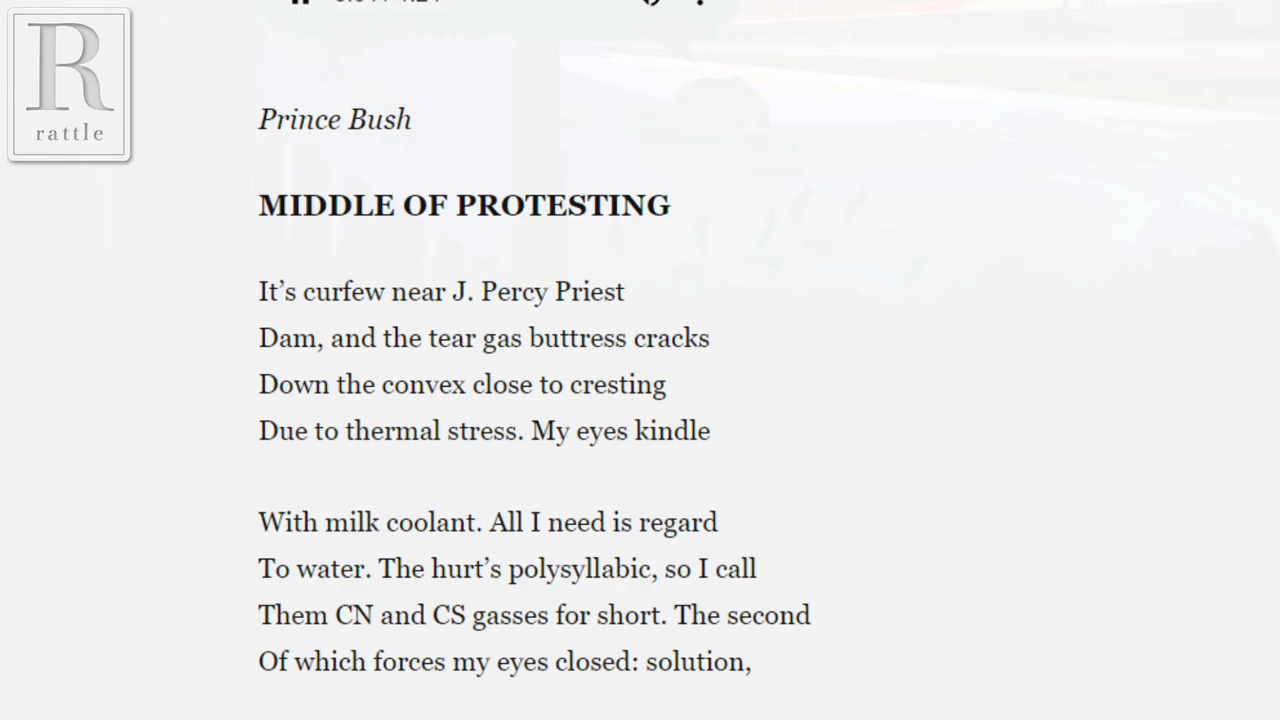 R
rattle
Prince Bush
MIDDLE OF PROTESTING
It’s curfew near J. Percy Priest
Dam, and the tear gas buttress cracks
Down the convex close to cresting
Due to thermal stress. My eyes kindle
With milk coolant. All I need is regard
To water. The hurt’s polysyllabic, so I call
Them CN and CS gasses for short. The second
Of which forces my eyes closed: solution,